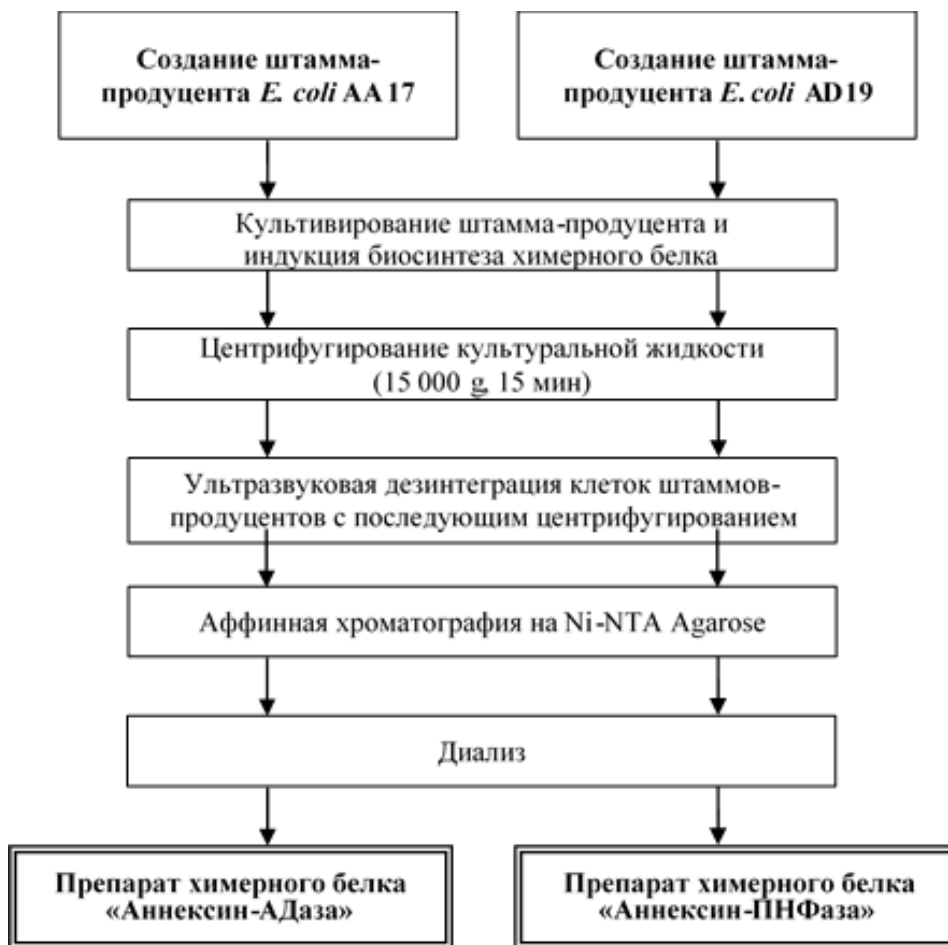 Создание штамма-
продуцента E. coli AA17
Создание штамма-
продуцента E. coli AD19
Культивирование штамма-продуцента и
индукция биосинтеза химерного белка
Центрифугирование культуральной жидкости
(15 000 g, 15 мин)
Ультразвуковая дезинтеграция клеток штаммов-
продуцентов с последующим центрифугированием
Аффинная хроматография на Ni-NTA Agarose
Диализ
Препарат химерного белка
«Аннексин-АДаза»
Препарат химерного белка
«Аннексин-ПНФаза»